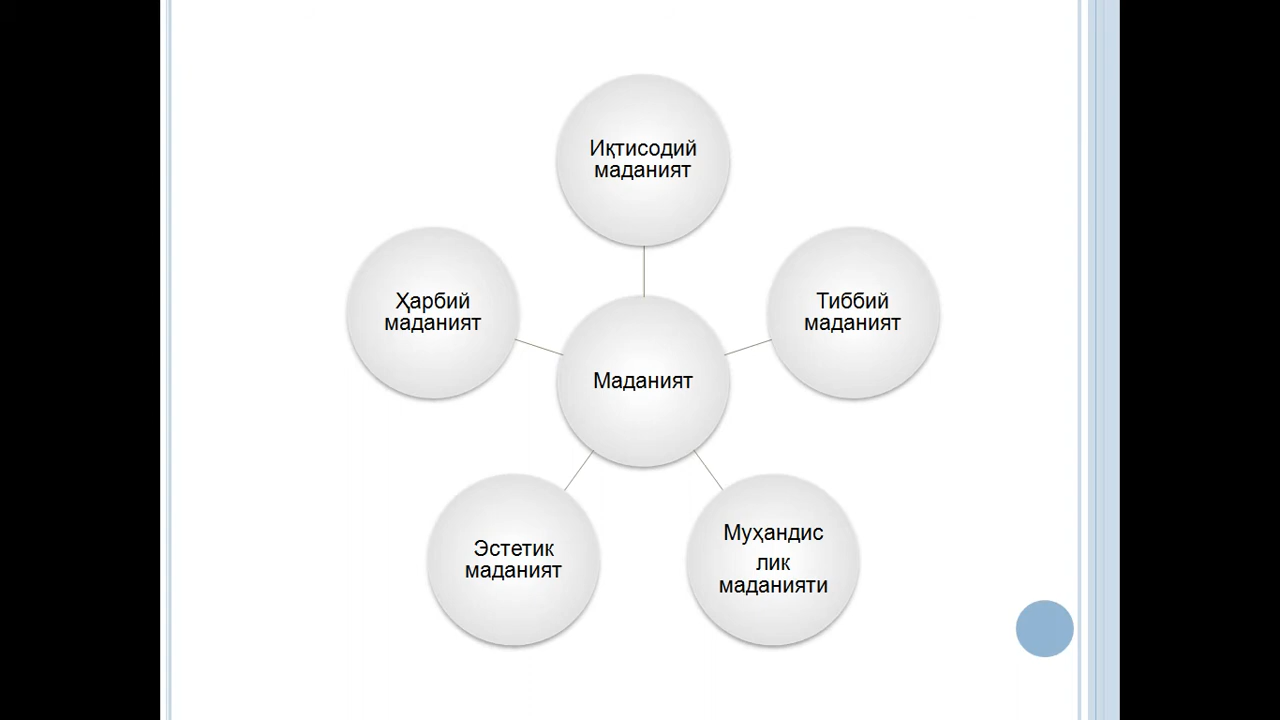 Иқтисодий
маданият
Ҳарбий
маданият
Тиббий
маданият
Маданият
Эстетик
маданият
Муҳандис
лик
маданияти